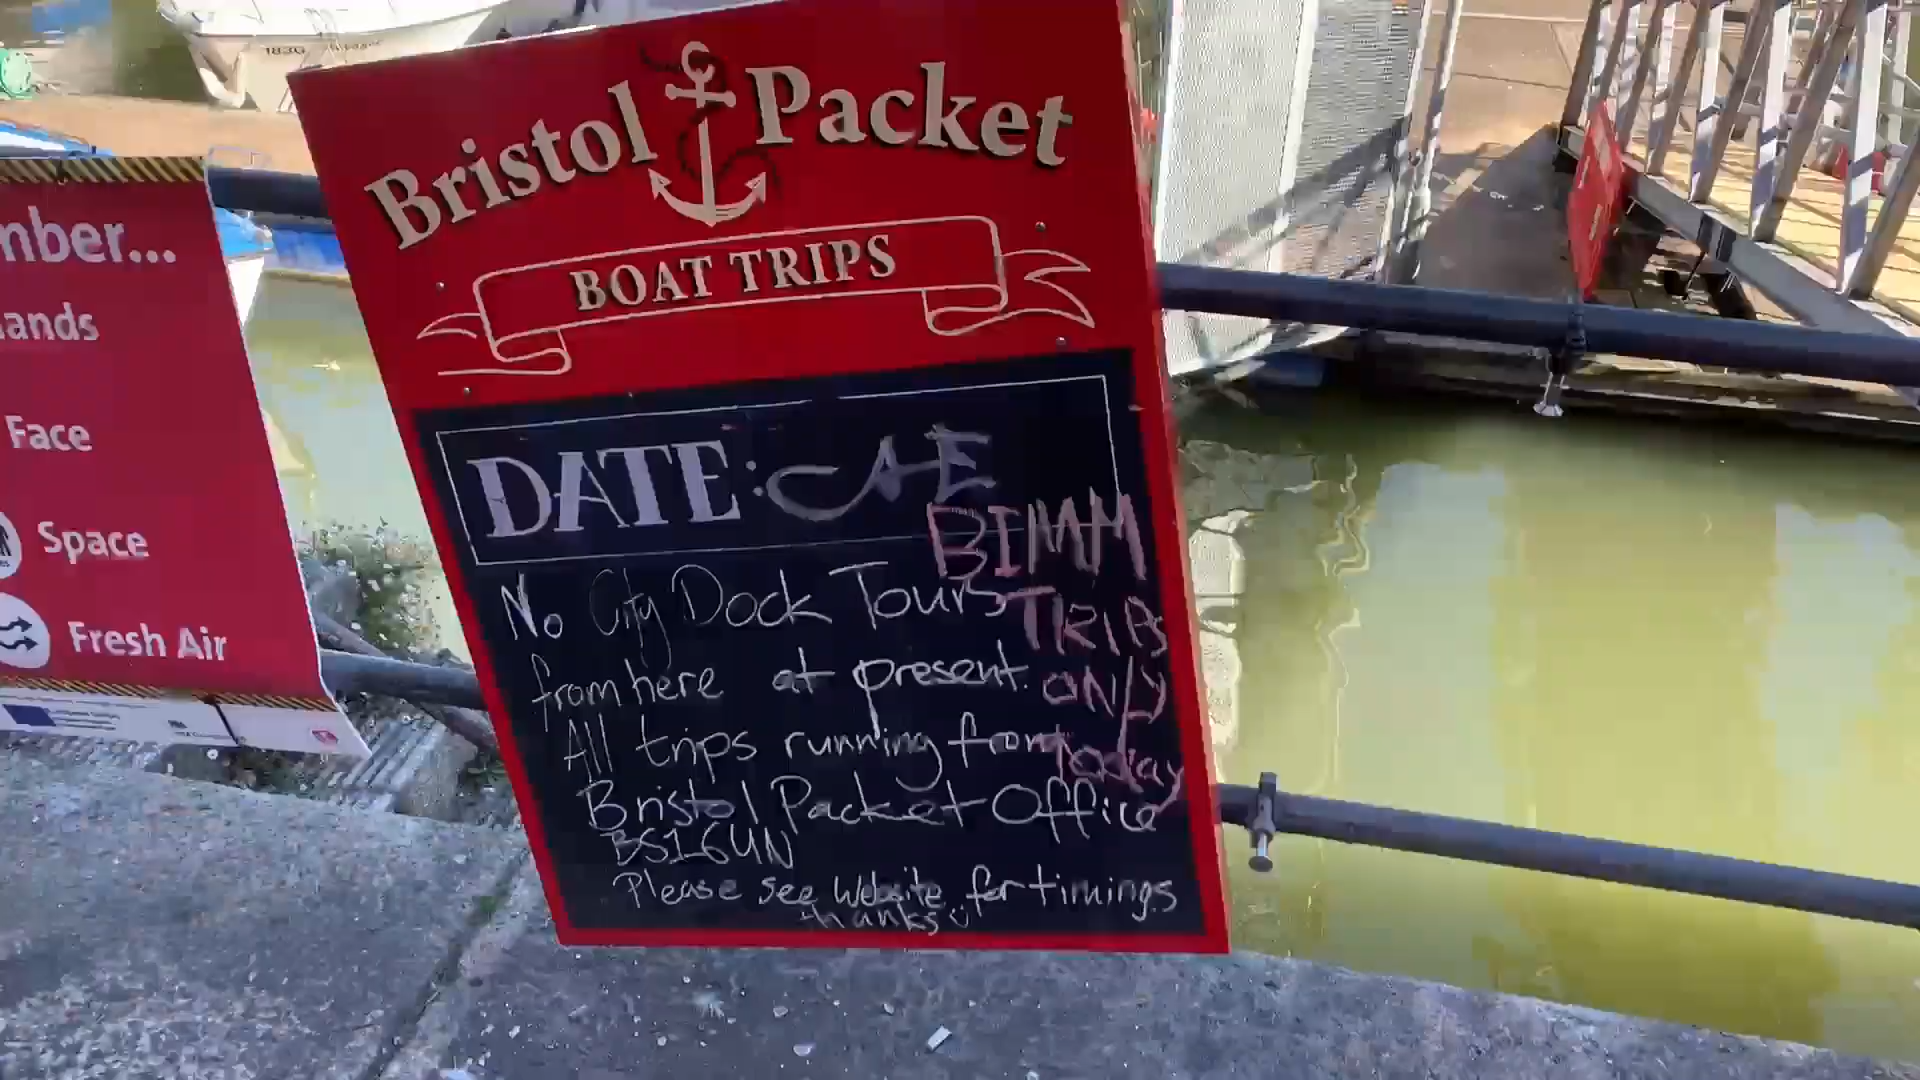 Bristol Packet
BOAT TRIPS
DATE:
BIMM
TRIPS
ONLY
Today
No City Dock Tours
from here at present.
All trips running from
Bristol Packet Office
BS1 6UN
Please see website for timings
thanks
mber...
ands
Face
Space
Fresh Air